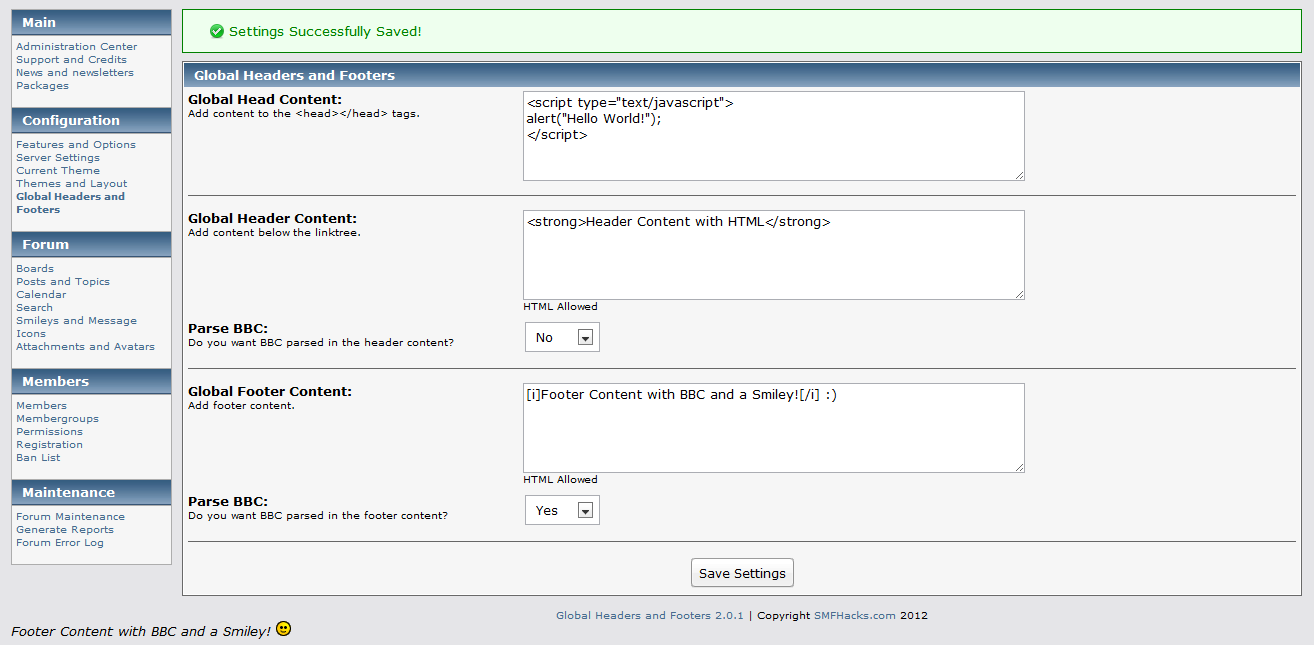 Main
Administration Center
Support and Credits
News and newsletters
Packages
Configuration
Features and Options
Server Settings
Current Theme
Themes and Layout
Global Headers and
Footers
Forum
Boards
Posts and Topics
Calendar
Search
Smileys and Message
Icons
Attachments and Avatars
Members
Members
Membergroups
Permissions
Registration
Ban List
Maintenance
Forum Maintenance
Generate Reports
Forum Error Log
Settings Successfully Saved!
Global Headers and Footers
Global Head Content:
Add content to the <head></head> tags.
<script type="text/javascript">
alert("Hello World!");
</script>
Global Header Content:
Add content below the linktree.
<strong>Header Content with HTML</strong>
HTML Allowed
Parse BBC:
Do you want BBC parsed in the header content?
No
Global Footer Content:
Add footer content.
[i]Footer Content with BBC and a Smiley![/i] :)
HTML Allowed
Parse BBC:
Do you want BBC parsed in the footer content?
Yes
Save Settings
Global Headers and Footers 2.0.1 | Copyright SMFHacks.com 2012
Footer Content with BBC and a Smiley!